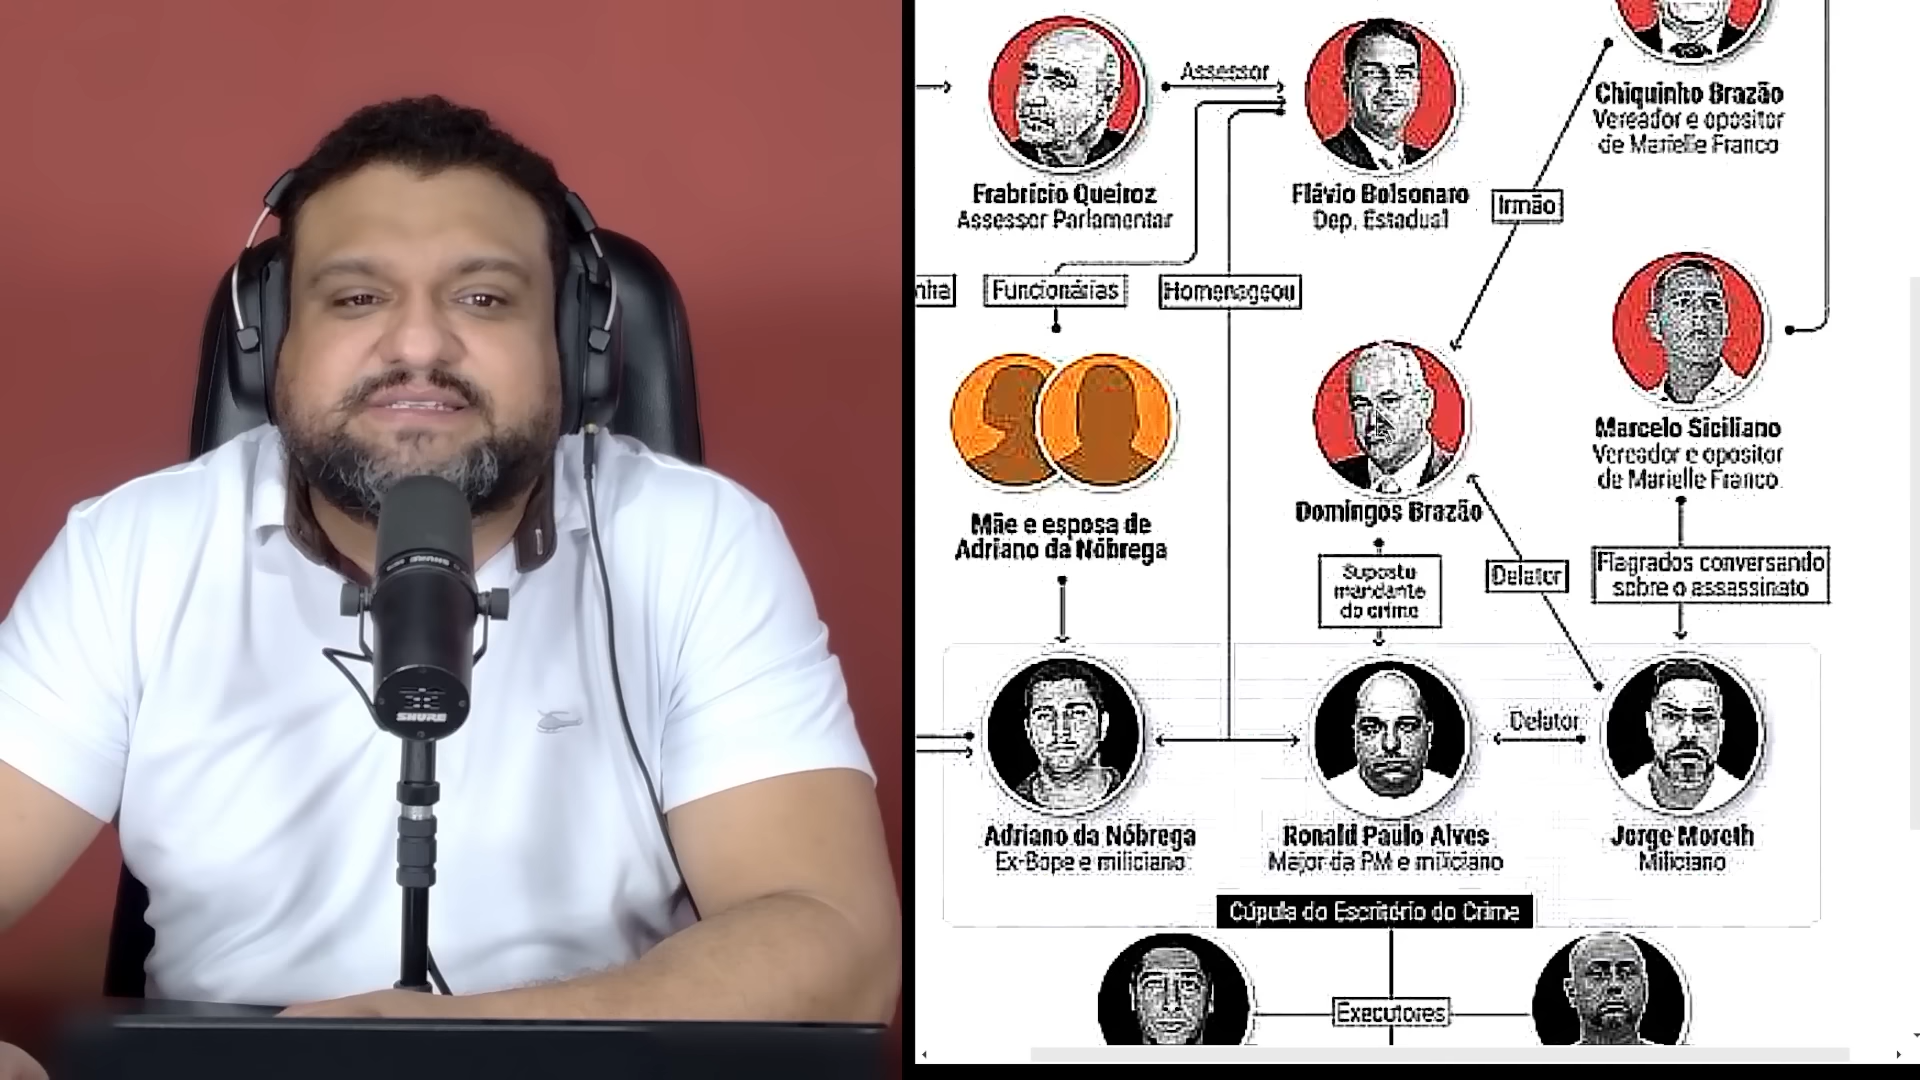 Assessor
Chiquinho Brazão
Vereador e opositor
de Marielle Franco
Frabrício Queiroz
Assessor Parlamentar
Flávio Bolsonaro
Dep. Estadual
Irmão
nha
Funcionárias
Homenageou
Marcelo Siciliano
Vereador e opositor
de Marielle Franco
Mãe e esposa de
Adriano da Nóbrega
Domingos Brazão
Suposto
mandante
do crime
Delator
Flagrados conversando
sobre o assassinato
Delator
Adriano da Nóbrega
Ex-Bope e miliciano
Ronald Paulo Alves
Major da PM e miliciano
Jorge Moreth
Miliciano
Cúpula do Escritório do Crime
Executores
SHURE